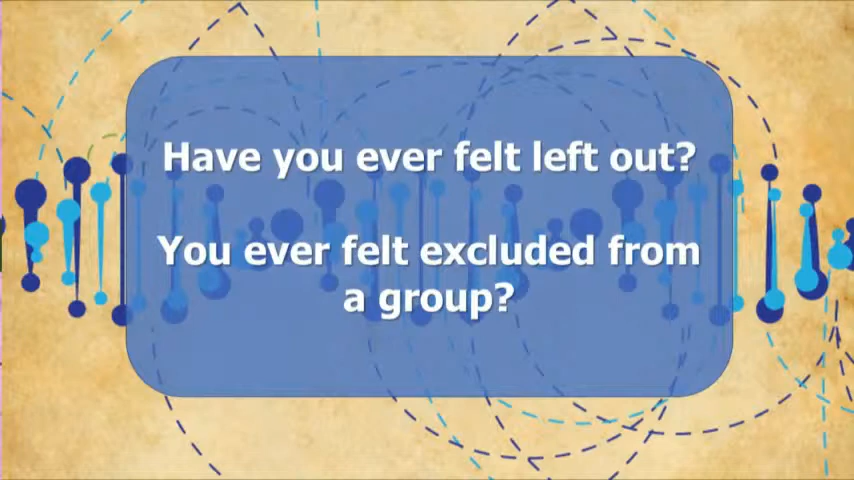 Have you ever felt left out?
You ever felt excluded from
a group?